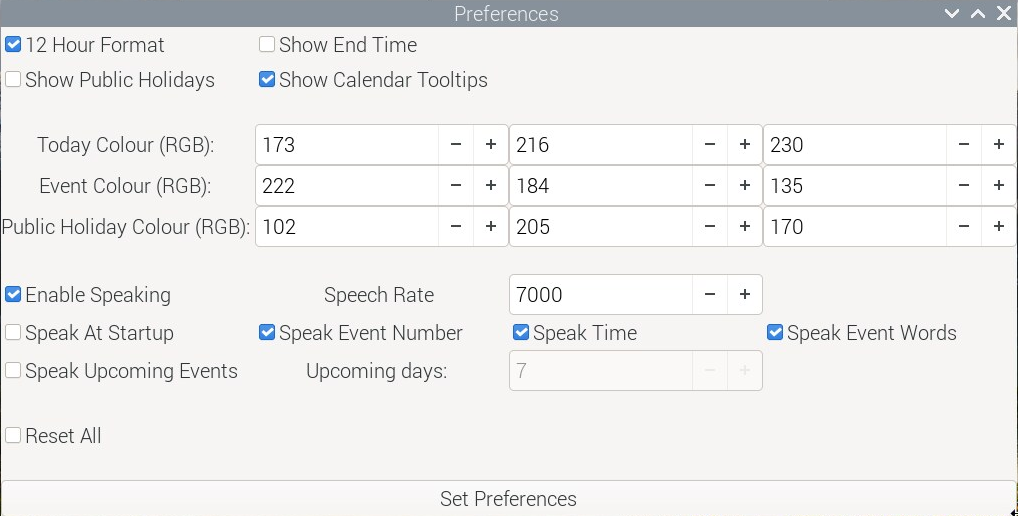 Preferences
12 Hour Format Show End Time
Show Public Holidays Show Calendar Tooltips
Today Colour (RGB): 173 − + 216 − + 230 − +
Event Colour (RGB): 222 − + 184 − + 135 − +
Public Holiday Colour (RGB): 102 − + 205 − + 170 − +
Enable Speaking Speech Rate 7000 − +
Speak At Startup Speak Event Number Speak Time Speak Event Words
Speak Upcoming Events Upcoming days: 7 − +
Reset All
Set Preferences